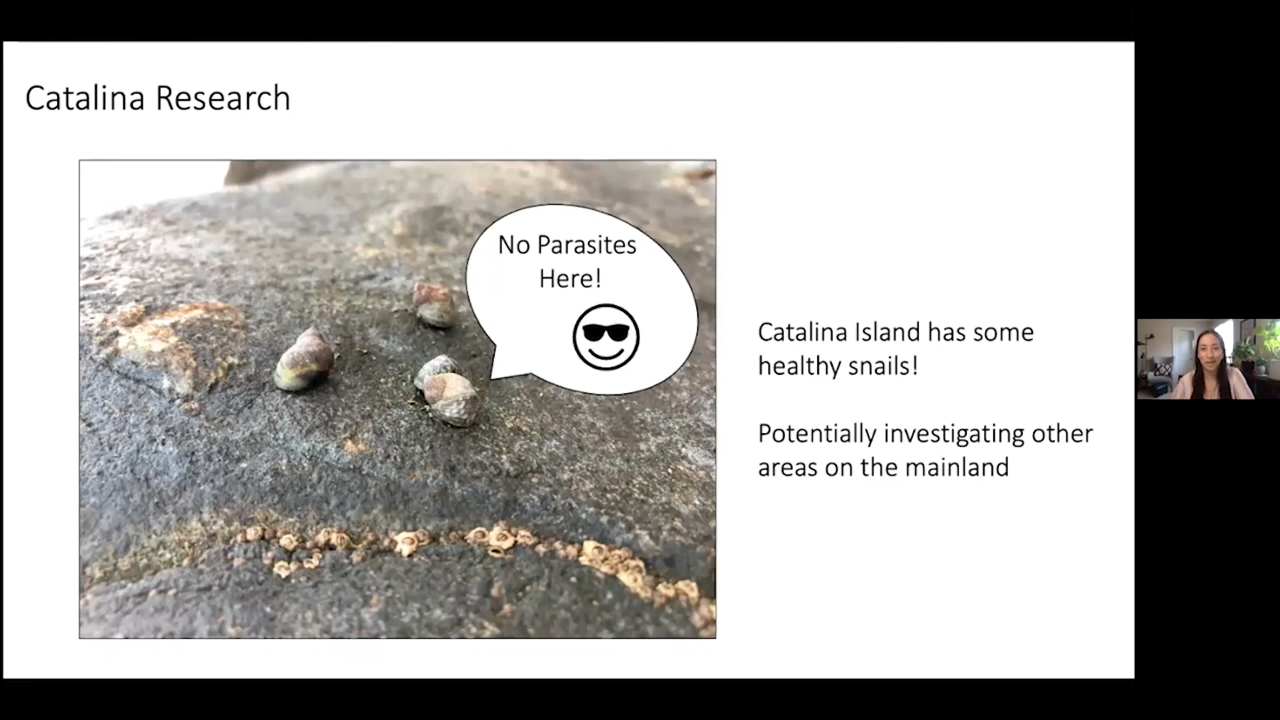 Catalina Research
No Parasites
Here!
Catalina Island has some
healthy snails!
Potentially investigating other
areas on the mainland